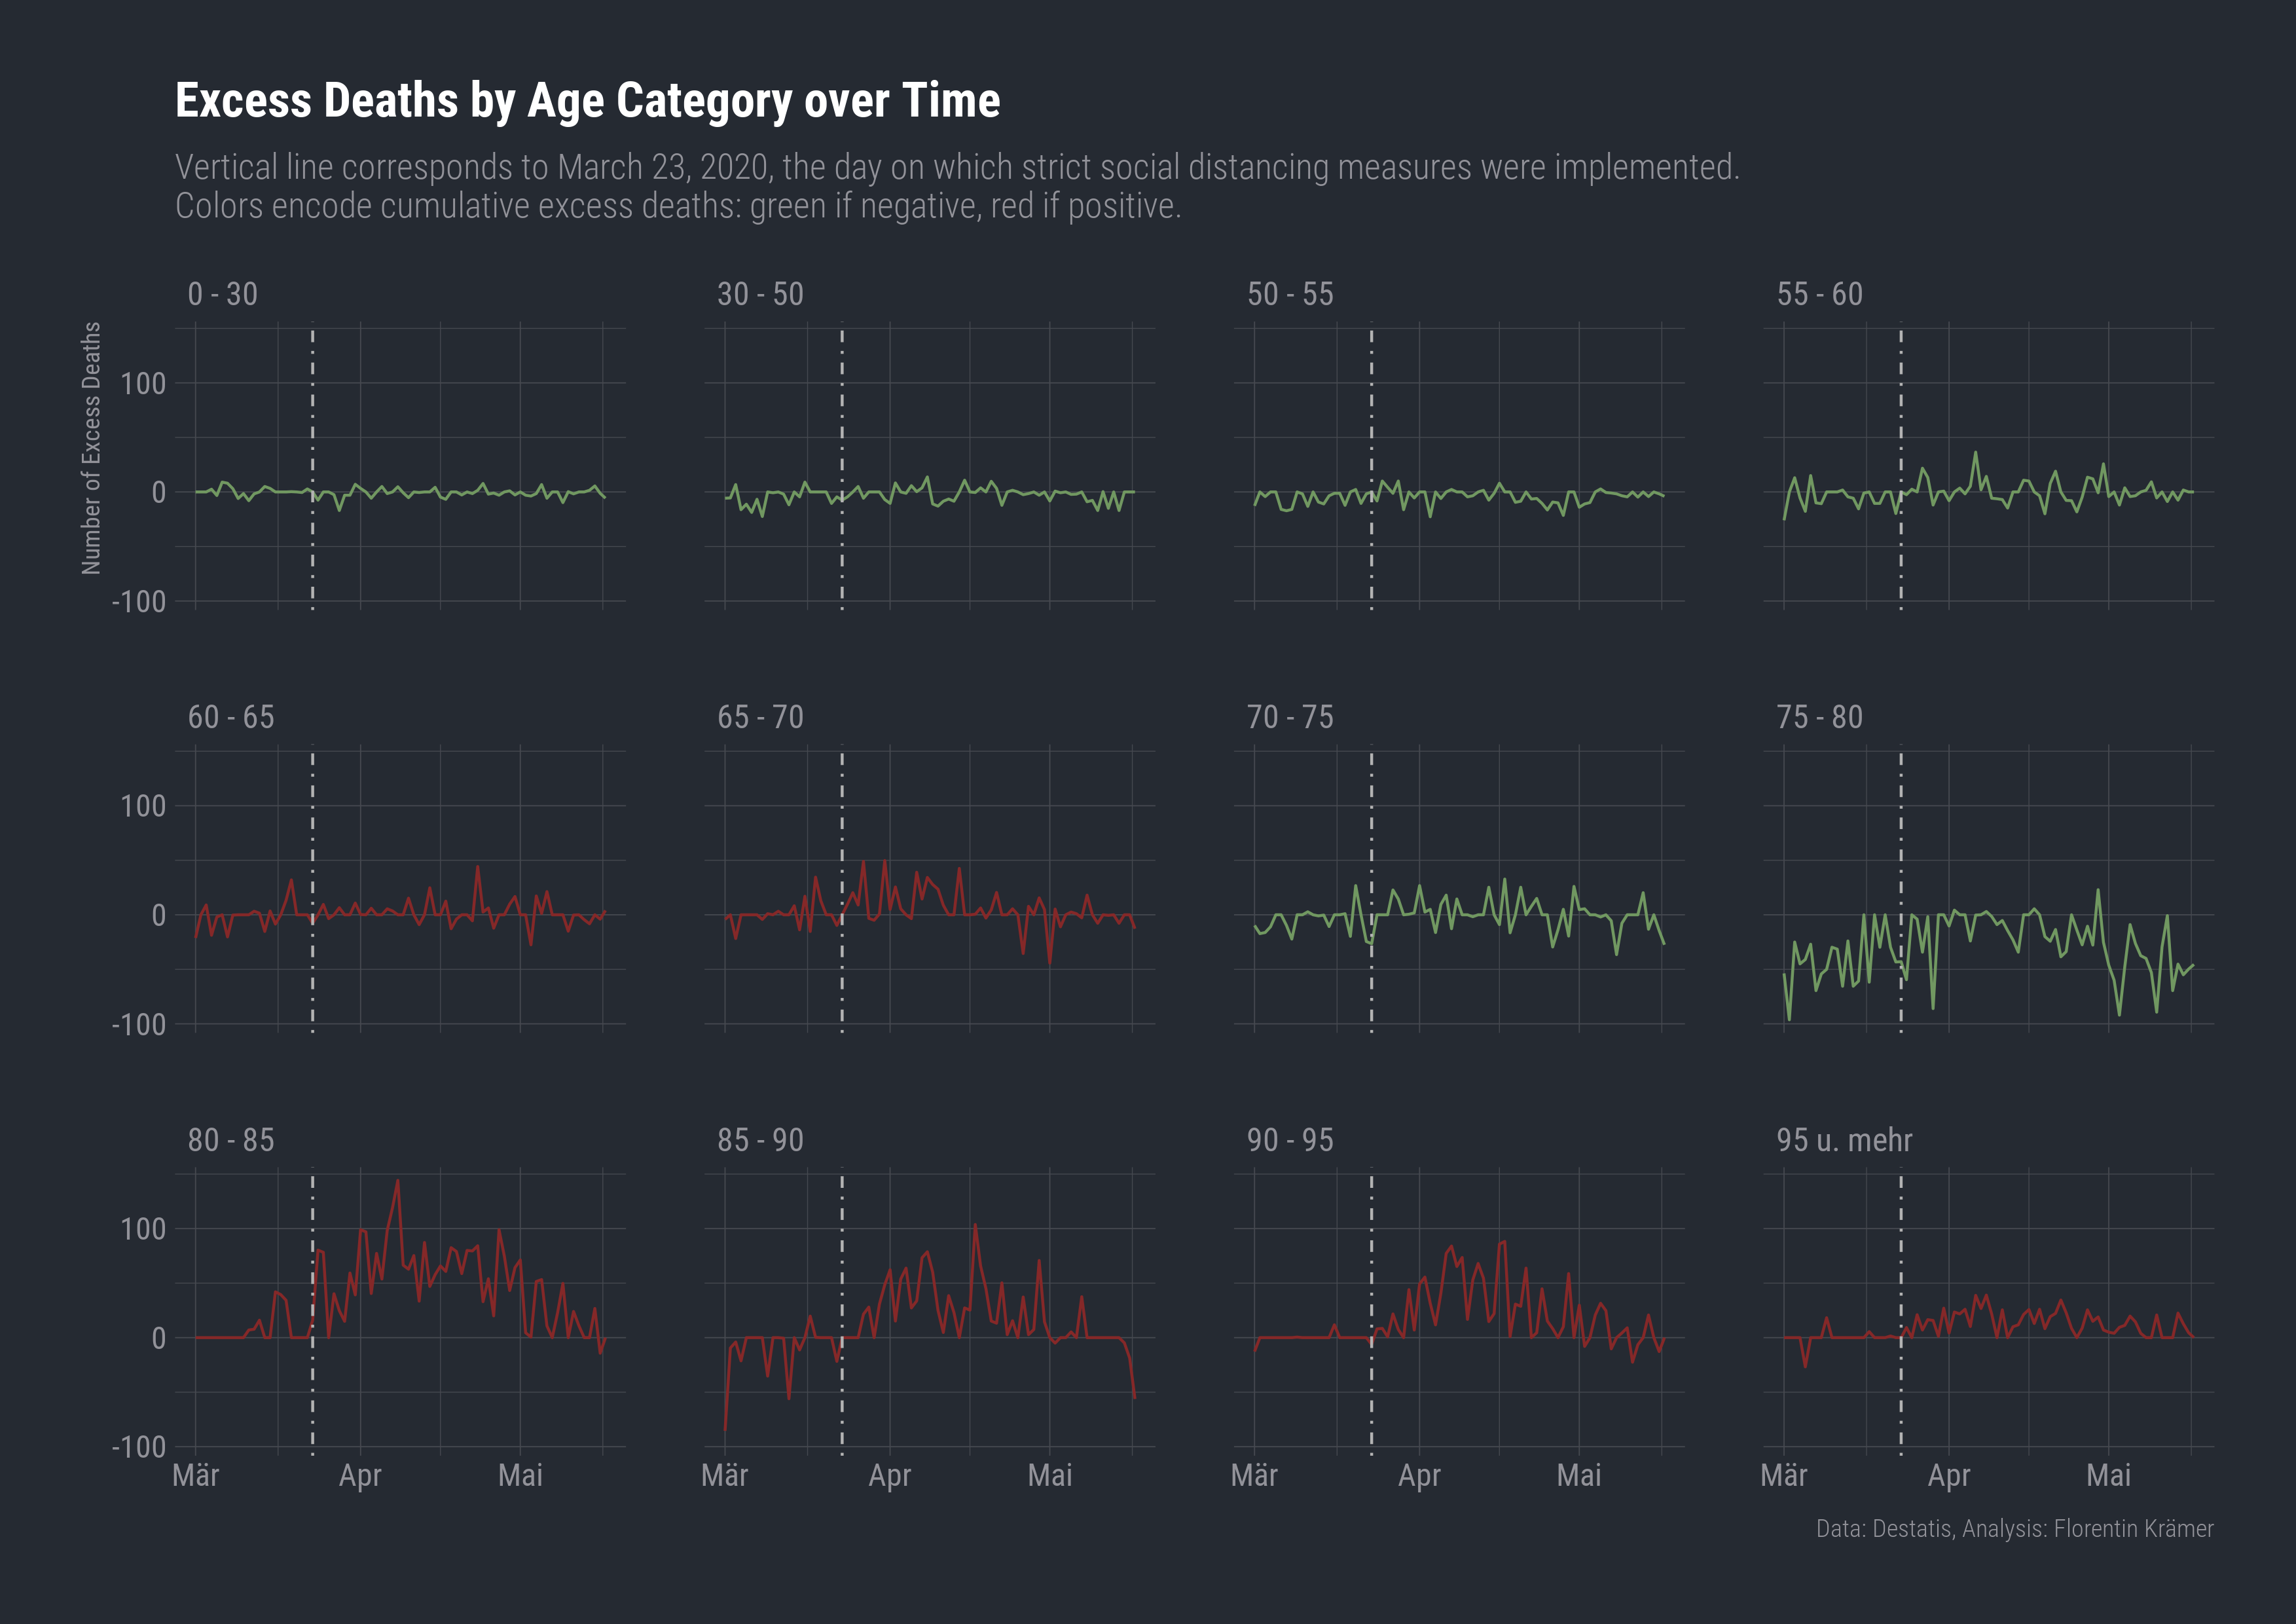 Excess Deaths by Age Category over Time
Vertical line corresponds to March 23, 2020, the day on which strict social distancing measures were implemented.
Colors encode cumulative excess deaths: green if negative, red if positive.
0 - 30
30 - 50
50 - 55
55 - 60
Number of Excess Deaths
100
0
-100
60 - 65
65 - 70
70 - 75
75 - 80
100
0
-100
80 - 85
85 - 90
90 - 95
95 u. mehr
100
0
-100
Mär Apr Mai
Mär Apr Mai
Mär Apr Mai
Mär Apr Mai
Data: Destatis, Analysis: Florentin Krämer